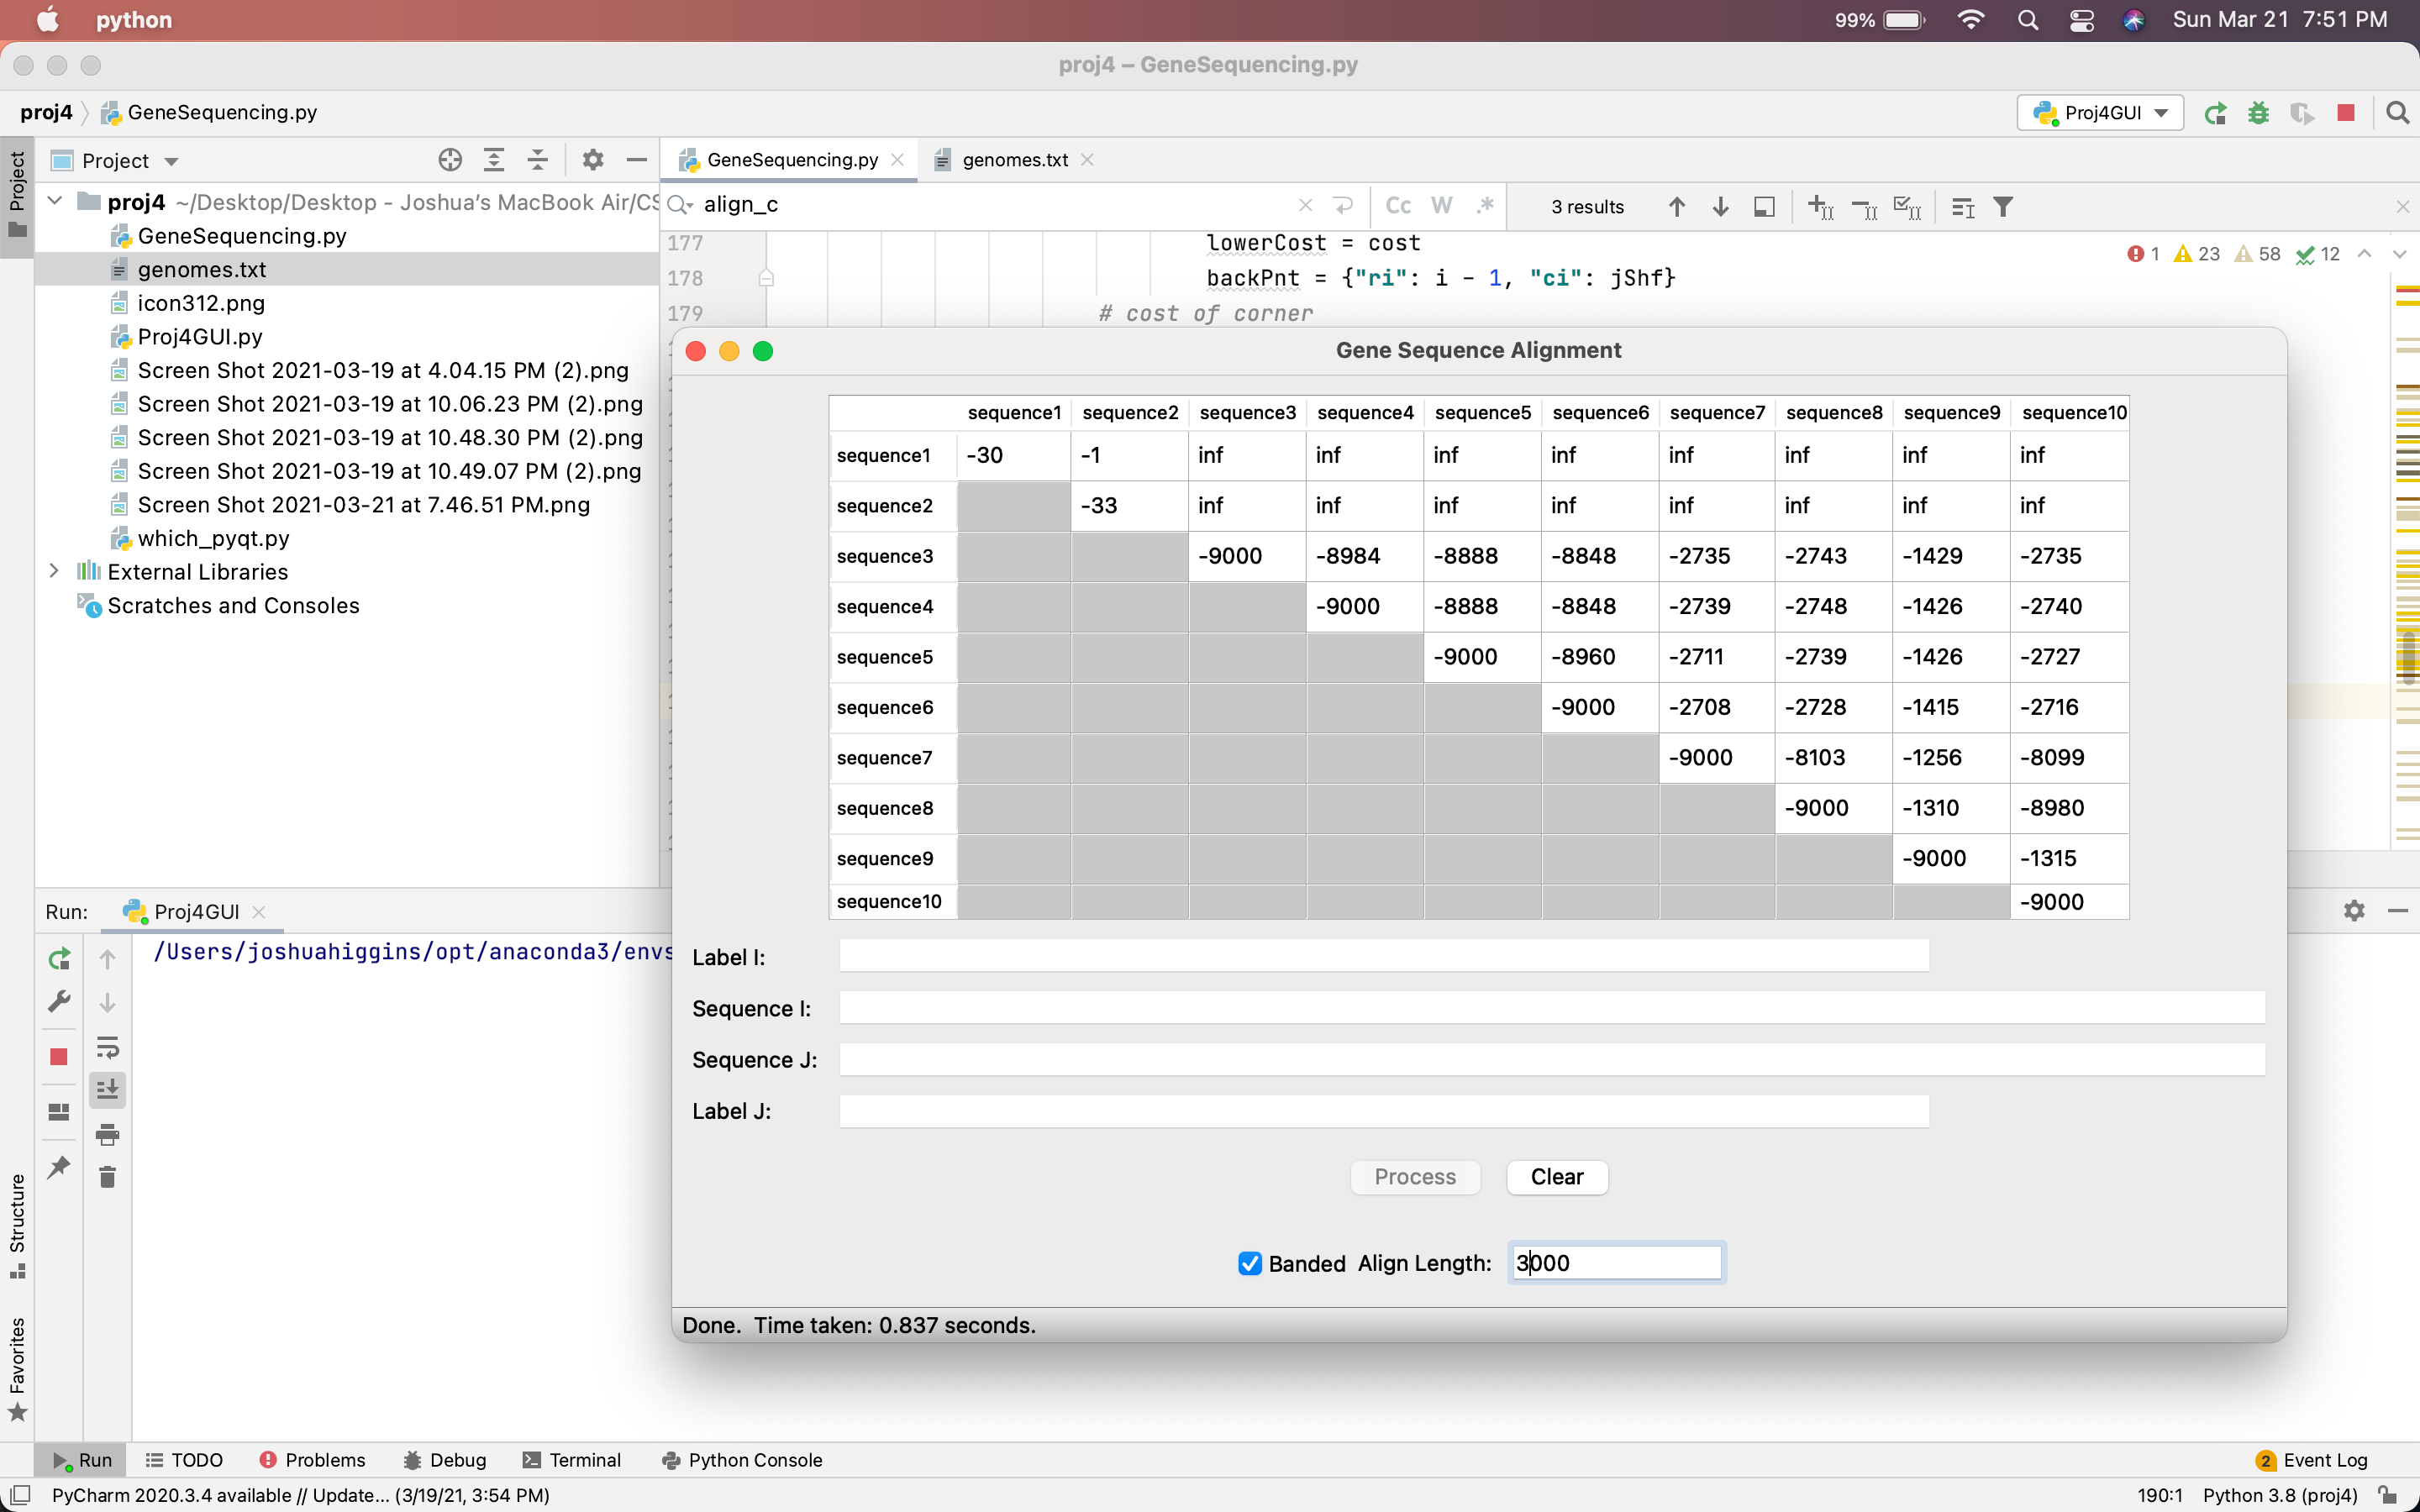 python 99% Sun Mar 21 7:51 PM
proj4 – GeneSequencing.py
proj4 GeneSequencing.py Proj4GUI
Project
Project
GeneSequencing.py genomes.txt
proj4 ~/Desktop/Desktop - Joshua's MacBook Air/CS
align_c Cc W .* 3 results
GeneSequencing.py
genomes.txt
icon312.png
Proj4GUI.py
Screen Shot 2021-03-19 at 4.04.15 PM (2).png
Screen Shot 2021-03-19 at 10.06.23 PM (2).png
Screen Shot 2021-03-19 at 10.48.30 PM (2).png
Screen Shot 2021-03-19 at 10.49.07 PM (2).png
Screen Shot 2021-03-21 at 7.46.51 PM.png
which_pyqt.py
External Libraries
Scratches and Consoles
177 lowerCost = cost
1 23 58 12
178 backPnt = {"ri": i - 1, "ci": jShf}
179 # cost of corner
Gene Sequence Alignment
sequence1 sequence2 sequence3 sequence4 sequence5 sequence6 sequence7 sequence8 sequence9 sequence10
sequence1 -30 -1 inf inf inf inf inf inf inf inf
sequence2 -33 inf inf inf inf inf inf inf inf
sequence3 -9000 -8984 -8888 -8848 -2735 -2743 -1429 -2735
sequence4 -9000 -8888 -8848 -2739 -2748 -1426 -2740
sequence5 -9000 -8960 -2711 -2739 -1426 -2727
sequence6 -9000 -2708 -2728 -1415 -2716
sequence7 -9000 -8103 -1256 -8099
sequence8 -9000 -1310 -8980
sequence9 -9000 -1315
sequence10 -9000
Label I:
Sequence I:
Sequence J:
Label J:
Process Clear
Banded Align Length: 3000
Done. Time taken: 0.837 seconds.
Run: Proj4GUI
/Users/joshuahiggins/opt/anaconda3/envs
Structure
Favorites
Run TODO Problems Debug Terminal Python Console 2 Event Log
PyCharm 2020.3.4 available // Update... (3/19/21, 3:54 PM) 190:1 Python 3.8 (proj4)